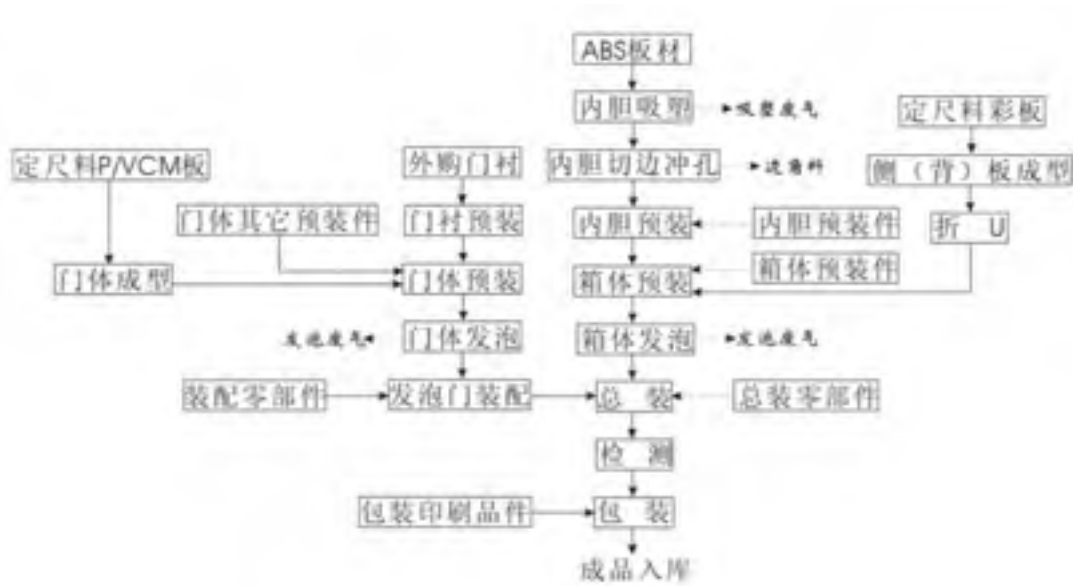 ABS板材
内胆吸塑
吸塑废气
定尺料彩板
定尺料P/VCM板
外购门衬
内胆切边冲孔
边角料
侧（背）板成型
门体其它预装件
门衬预装
内胆预装
内胆预装件
折 U
门体成型
门体预装
箱体预装
箱体预装件
发泡废气
门体发泡
箱体发泡
发泡废气
装配零部件
发泡门装配
总 装
总装零部件
检 测
包装印刷品件
包 装
成品入库